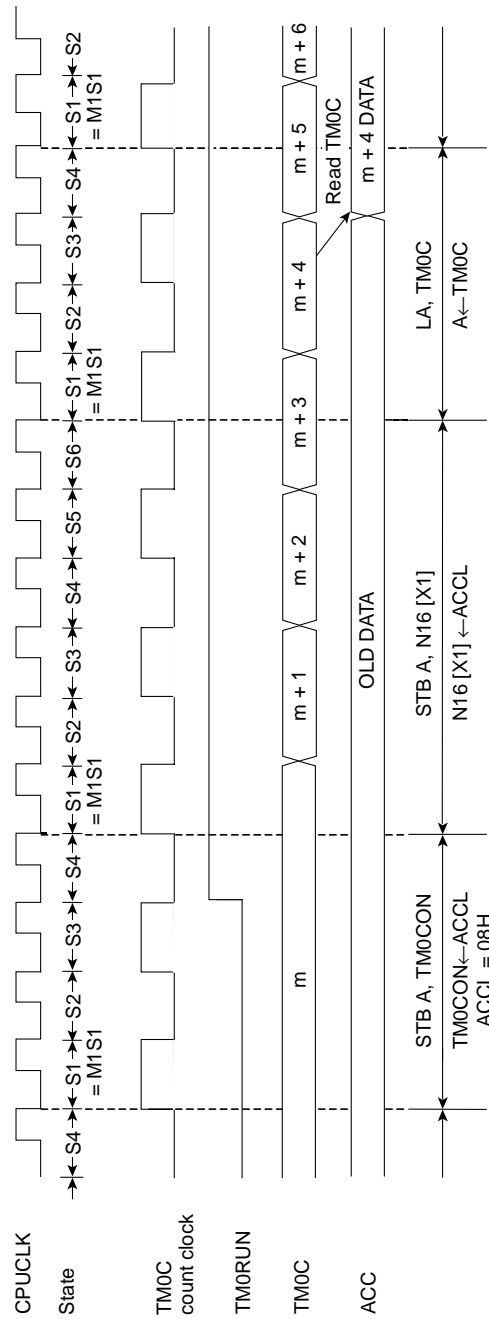 CPUCLK
State
S4
S1
= M1S1
S2
S3
S4
S1
= M1S1
S2
S3
S4
S5
S6
S1
= M1S1
S2
S3
S4
S1
= M1S1
S2
TM0C
count clock
TM0RUN
TM0C
m
m + 1
m + 2
m + 3
m + 4
m + 5
m + 6
Read TM0C
ACC
OLD DATA
m + 4 DATA
STB A, TM0CON
TM0CON←ACCL
ACCL = 08H
STB A, N16 [X1]
N16 [X1] ←ACCL
LA, TM0C
A←TM0C